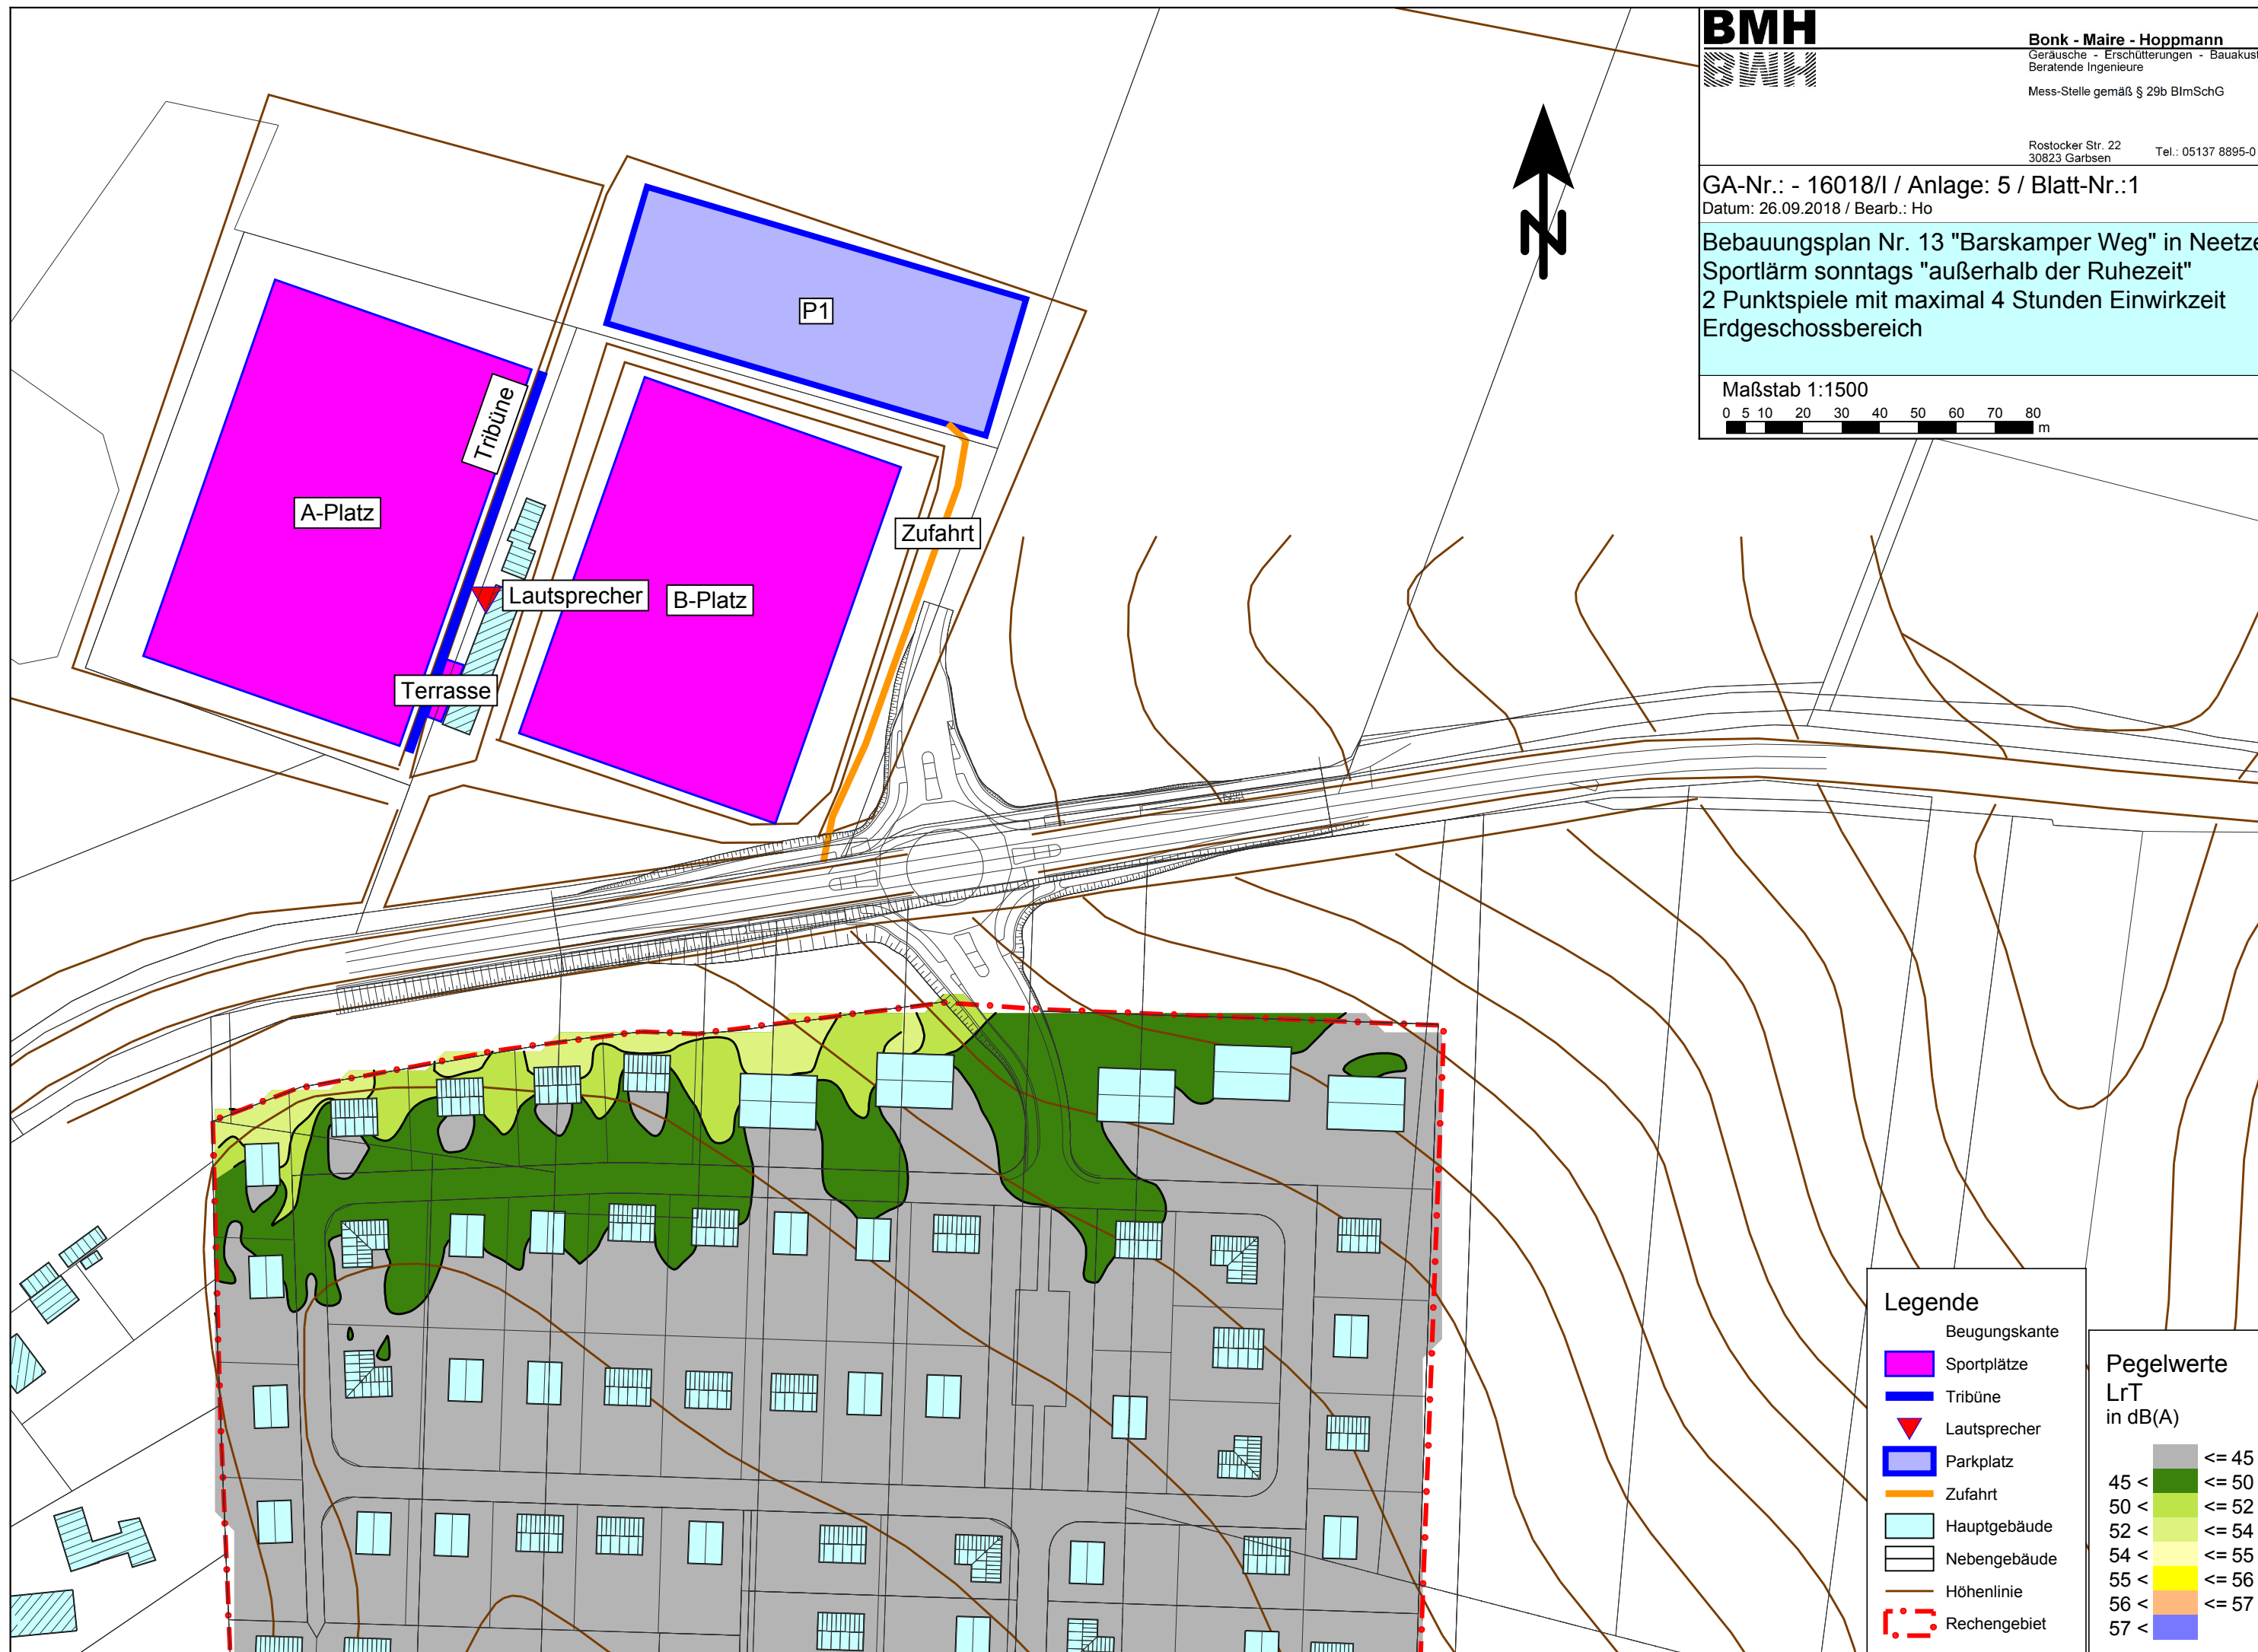 BMH
BMH
Bonk - Maire - Hoppmann
Geräusche - Erschütterungen - Bauakust
Beratende Ingenieure
Mess-Stelle gemäß § 29b BImSchG
Rostocker Str. 22
30823 Garbsen
Tel.: 05137 8895-0
GA-Nr.: - 16018/I / Anlage: 5 / Blatt-Nr.:1
Datum: 26.09.2018 / Bearb.: Ho
Bebauungsplan Nr. 13 "Barskamper Weg" in Neetze
Sportlärm sonntags "außerhalb der Ruhezeit"
2 Punktspiele mit maximal 4 Stunden Einwirkzeit
Erdgeschossbereich
Maßstab 1:1500
0 5 10 20 30 40 50 60 70 80
m
N
P1
Tribüne
A-Platz
Zufahrt
Lautsprecher
B-Platz
Terrasse
Legende
Beugungskante
Sportplätze
Tribüne
Lautsprecher
Parkplatz
Zufahrt
Hauptgebäude
Nebengebäude
Höhenlinie
Rechengebiet
Pegelwerte
LrT
in dB(A)
<= 45
45 < <= 50
50 < <= 52
52 < <= 54
54 < <= 55
55 < <= 56
56 < <= 57
57 <